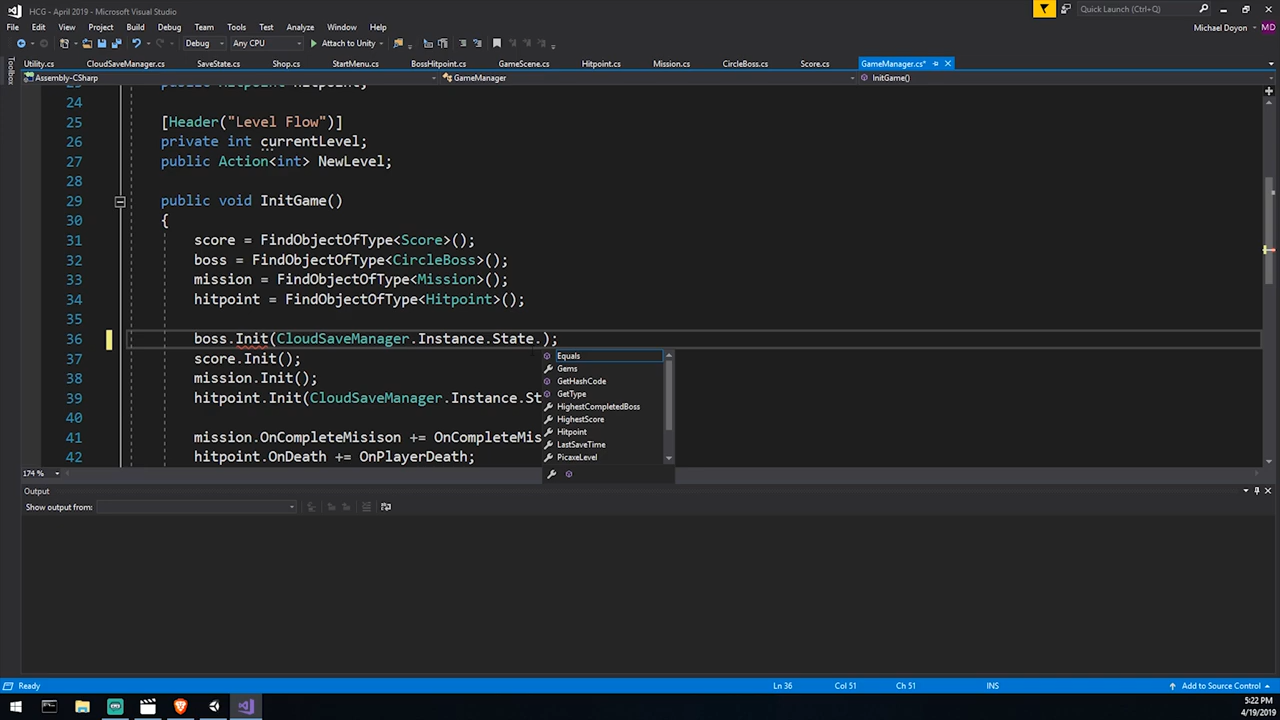 HCG - April 2019 - Microsoft Visual Studio
Quick Launch (Ctrl+Q)
File Edit View Project Build Debug Team Tools Test Analyze Window Help
Michael Doyon MD
Debug Any CPU Attach to Unity
Toolbox
Utility.cs CloudSaveManager.cs SaveState.cs Shop.cs StartMenu.cs BossHitpoint.cs GameScene.cs Hitpoint.cs Mission.cs CircleBoss.cs Score.cs GameManager.cs*
Assembly-CSharp GameManager InitGame()
24
25 [Header("Level Flow")]
26 private int currentLevel;
27 public Action<int> NewLevel;
28
29 public void InitGame()
30 {
31 score = FindObjectOfType<Score>();
32 boss = FindObjectOfType<CircleBoss>();
33 mission = FindObjectOfType<Mission>();
34 hitpoint = FindObjectOfType<Hitpoint>();
35
36 boss.Init(CloudSaveManager.Instance.State.);
37 score.Init();
38 mission.Init();
39 hitpoint.Init(CloudSaveManager.Instance.St
40
41 mission.OnCompleteMisison += OnCompleteMis
42 hitpoint.OnDeath += OnPlayerDeath;
Equals
Gems
GetHashCode
GetType
HighestCompletedBoss
HighestScore
Hitpoint
LastSaveTime
PicaxeLevel
174 %
Output
Show output from:
Ready Ln 36 Col 51 Ch 51 INS Add to Source Control
5:22 PM
4/19/2019